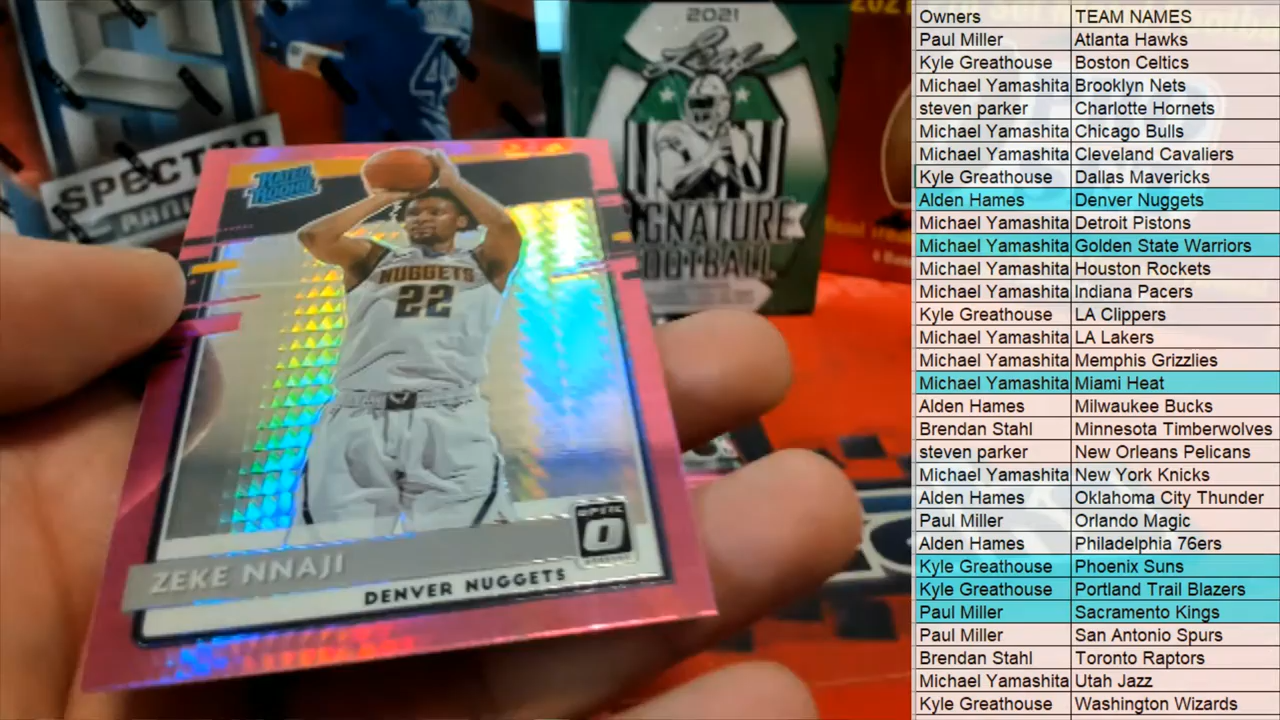 SPECTRA
PANINI
2021
Leaf
SIGNATURE
FOOTBALL
RATED
ROOKIE
NUGGETS
22
OPTIC
ZEKE NNAJI
DENVER NUGGETS
Owners TEAM NAMES
Paul Miller Atlanta Hawks
Kyle Greathouse Boston Celtics
Michael Yamashita Brooklyn Nets
steven parker Charlotte Hornets
Michael Yamashita Chicago Bulls
Michael Yamashita Cleveland Cavaliers
Kyle Greathouse Dallas Mavericks
Alden Hames Denver Nuggets
Michael Yamashita Detroit Pistons
Michael Yamashita Golden State Warriors
Michael Yamashita Houston Rockets
Michael Yamashita Indiana Pacers
Kyle Greathouse LA Clippers
Michael Yamashita LA Lakers
Michael Yamashita Memphis Grizzlies
Michael Yamashita Miami Heat
Alden Hames Milwaukee Bucks
Brendan Stahl Minnesota Timberwolves
steven parker New Orleans Pelicans
Michael Yamashita New York Knicks
Alden Hames Oklahoma City Thunder
Paul Miller Orlando Magic
Alden Hames Philadelphia 76ers
Kyle Greathouse Phoenix Suns
Kyle Greathouse Portland Trail Blazers
Paul Miller Sacramento Kings
Paul Miller San Antonio Spurs
Brendan Stahl Toronto Raptors
Michael Yamashita Utah Jazz
Kyle Greathouse Washington Wizards